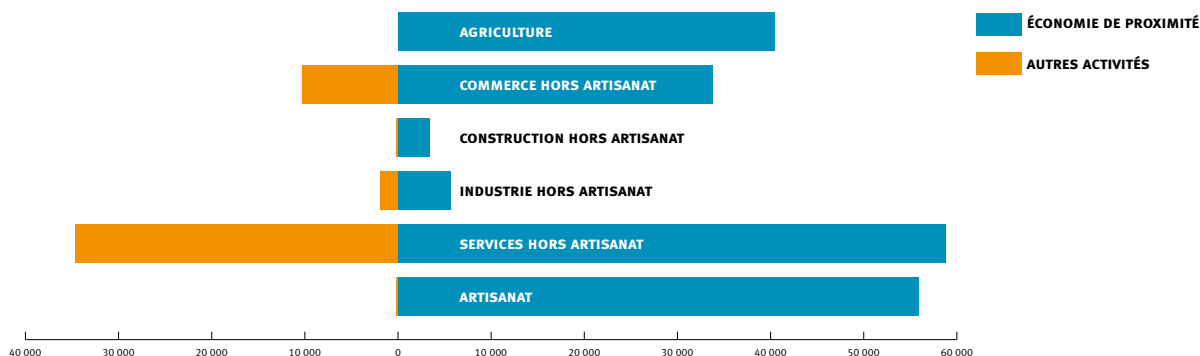 AGRICULTURE
COMMERCE HORS ARTISANAT
CONSTRUCTION HORS ARTISANAT
INDUSTRIE HORS ARTISANAT
SERVICES HORS ARTISANAT
ARTISANAT
40 000 30 000 20 000 10 000 0 10 000 20 000 30 000 40 000 50 000 60 000
ÉCONOMIE DE PROXIMITÉ
AUTRES ACTIVITÉS